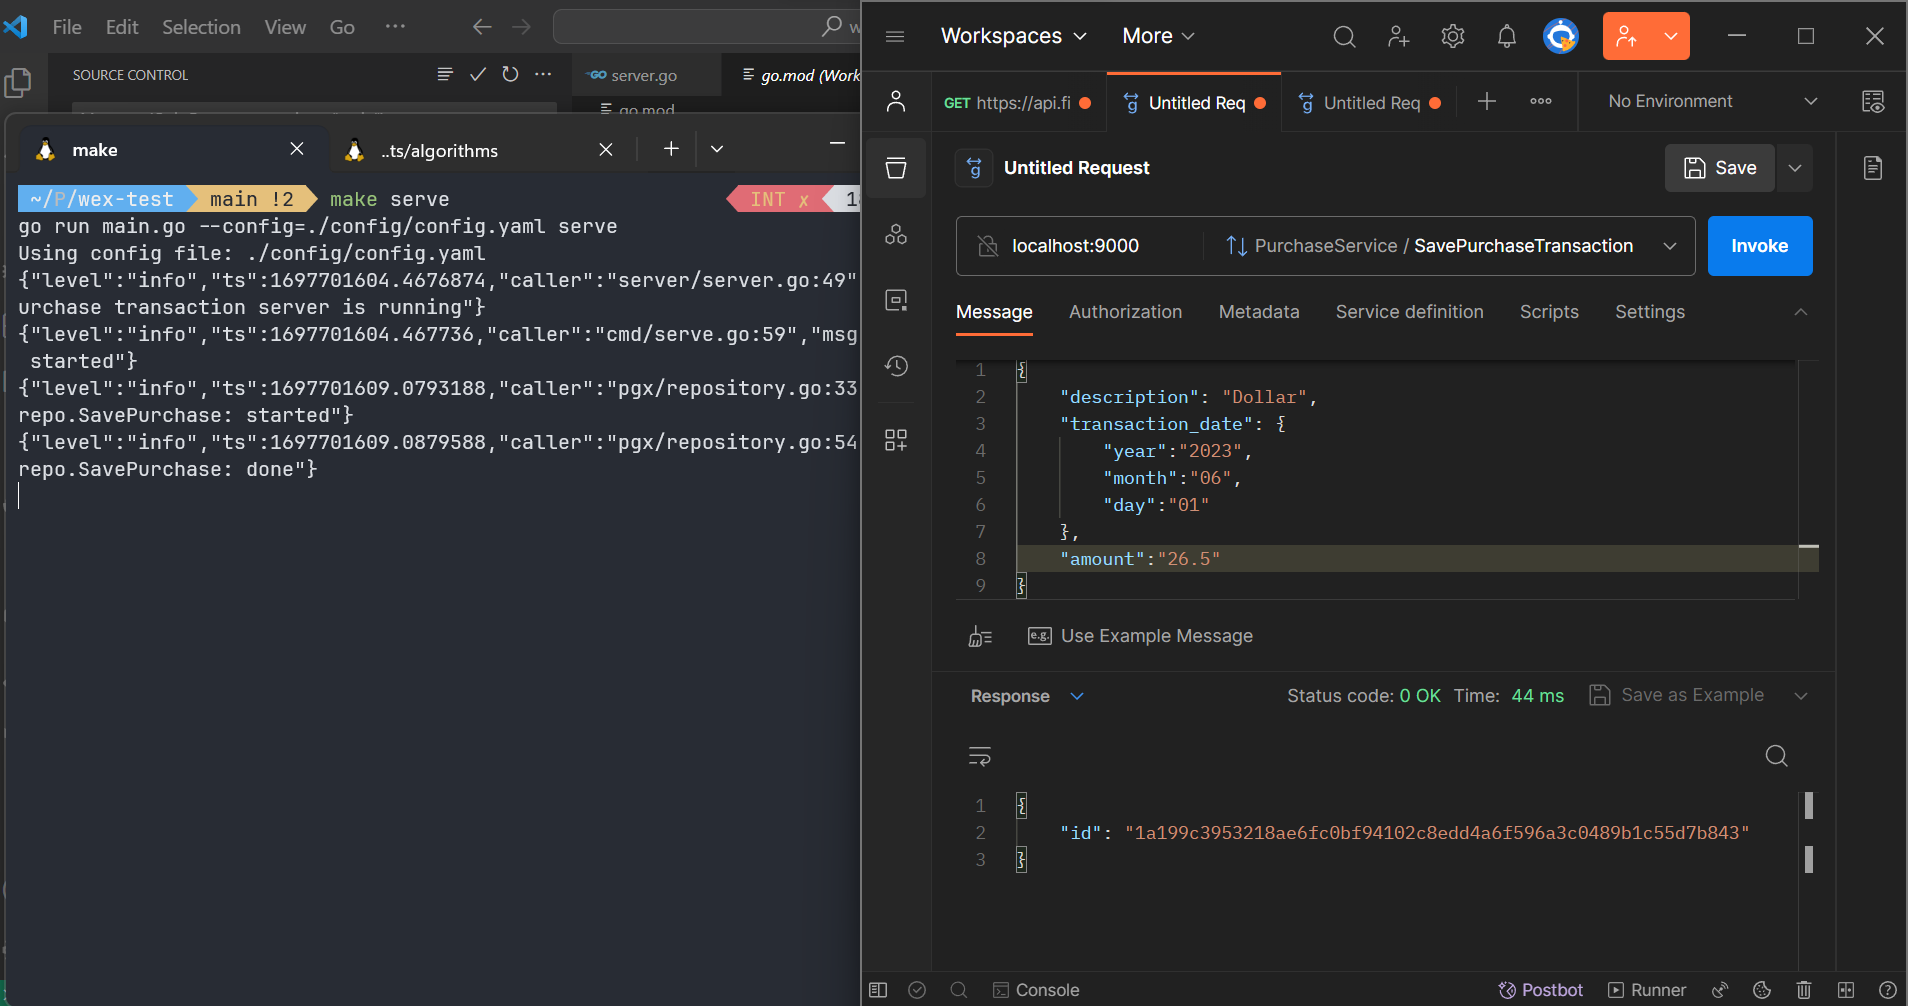 File Edit Selection View Go ···
SOURCE CONTROL
server.go
go.mod (Work
go.mod
make
..ts/algorithms
~/P/wex-test main !2 make serve INT ✗
go run main.go --config=./config/config.yaml serve
Using config file: ./config/config.yaml
{"level":"info","ts":1697701604.4676874,"caller":"server/server.go:49"
urchase transaction server is running"}
{"level":"info","ts":1697701604.467736,"caller":"cmd/serve.go:59","msg
started"}
{"level":"info","ts":1697701609.0793188,"caller":"pgx/repository.go:33
repo.SavePurchase: started"}
{"level":"info","ts":1697701609.0879588,"caller":"pgx/repository.go:54
repo.SavePurchase: done"}
Workspaces More
GET https://api.fi
Untitled Req
Untitled Req
No Environment
Untitled Request
Save
localhost:9000
PurchaseService / SavePurchaseTransaction
Invoke
Message Authorization Metadata Service definition Scripts Settings
1 {
2 "description": "Dollar",
3 "transaction_date": {
4 "year":"2023",
5 "month":"06",
6 "day":"01"
7 },
8 "amount":"26.5"
9 }
e.g. Use Example Message
Response
Status code: 0 OK Time: 44 ms Save as Example
1 {
2 "id": "1a199c3953218ae6fc0bf94102c8edd4a6f596a3c0489b1c55d7b843"
3 }
Console
Postbot Runner